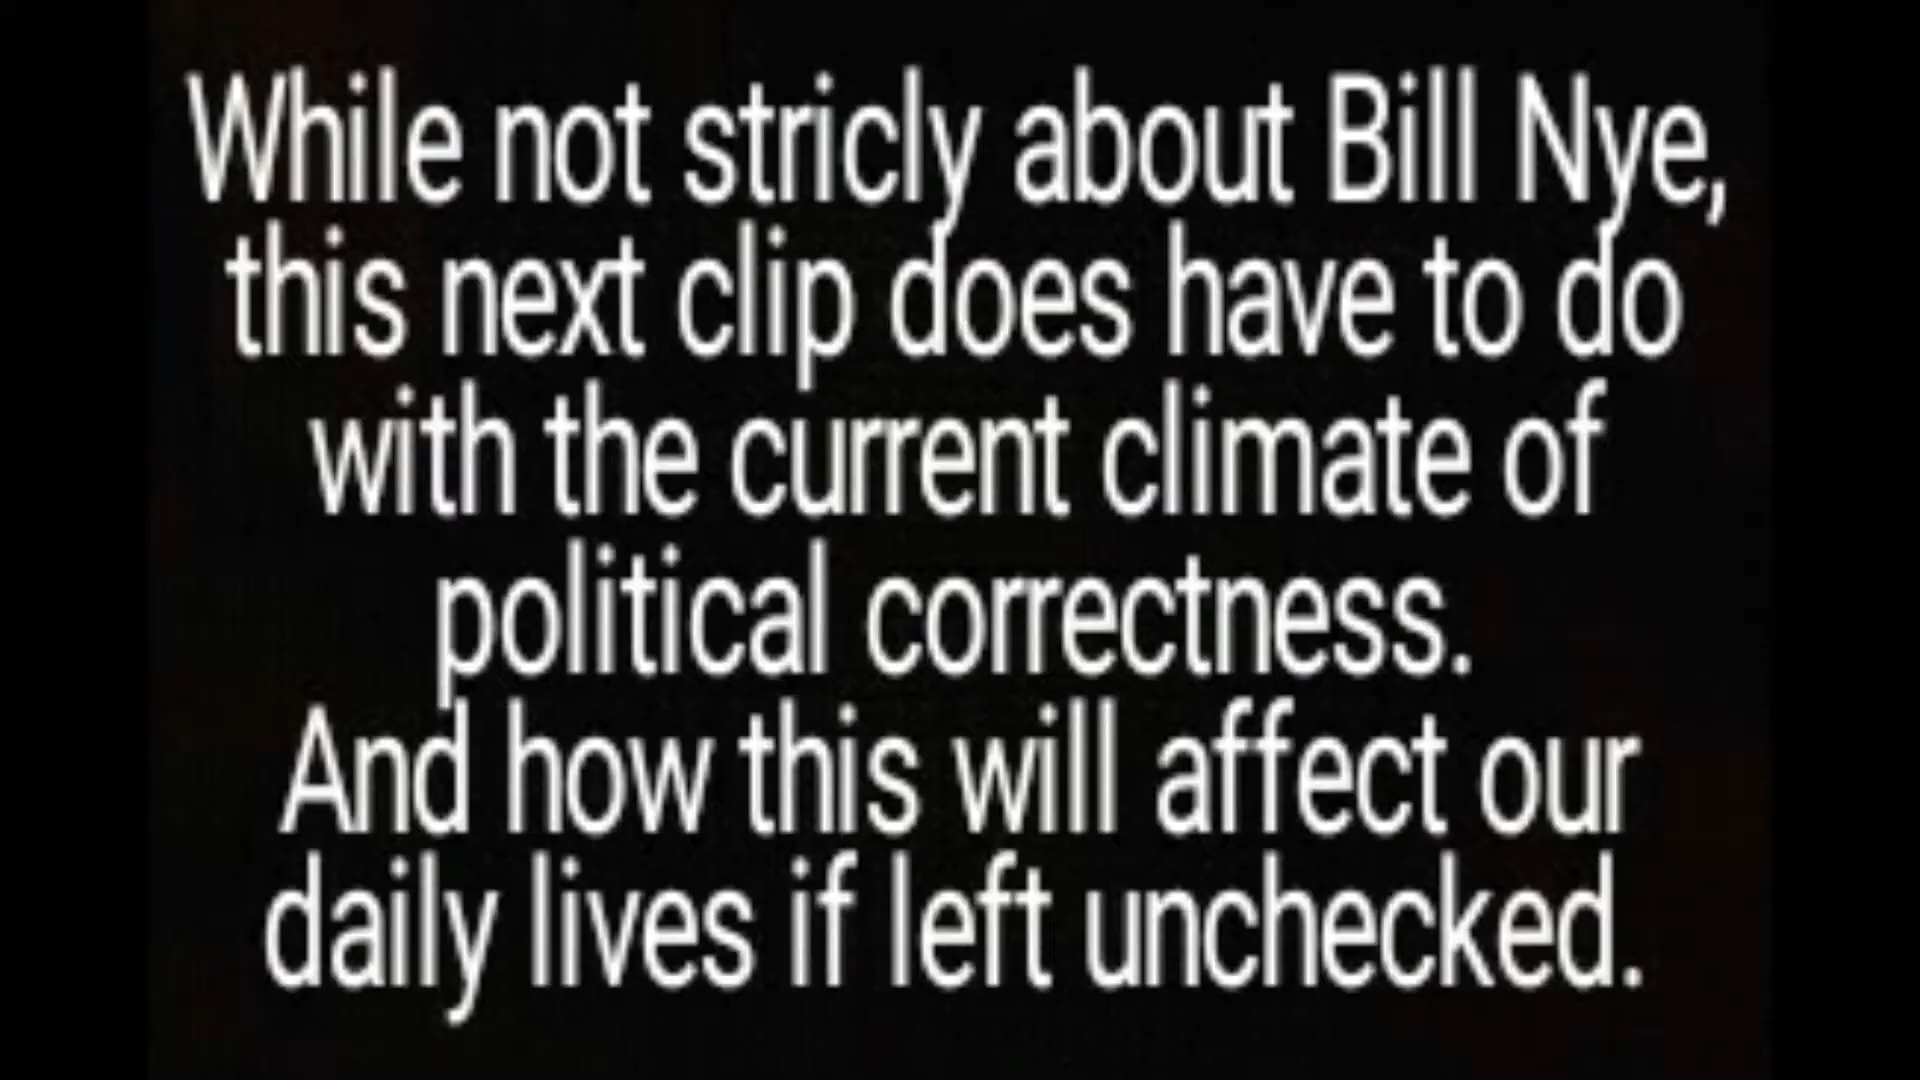 While not stricly about Bill Nye,
this next clip does have to do
with the current climate of
political correctness.
And how this will affect our
daily lives if left unchecked.